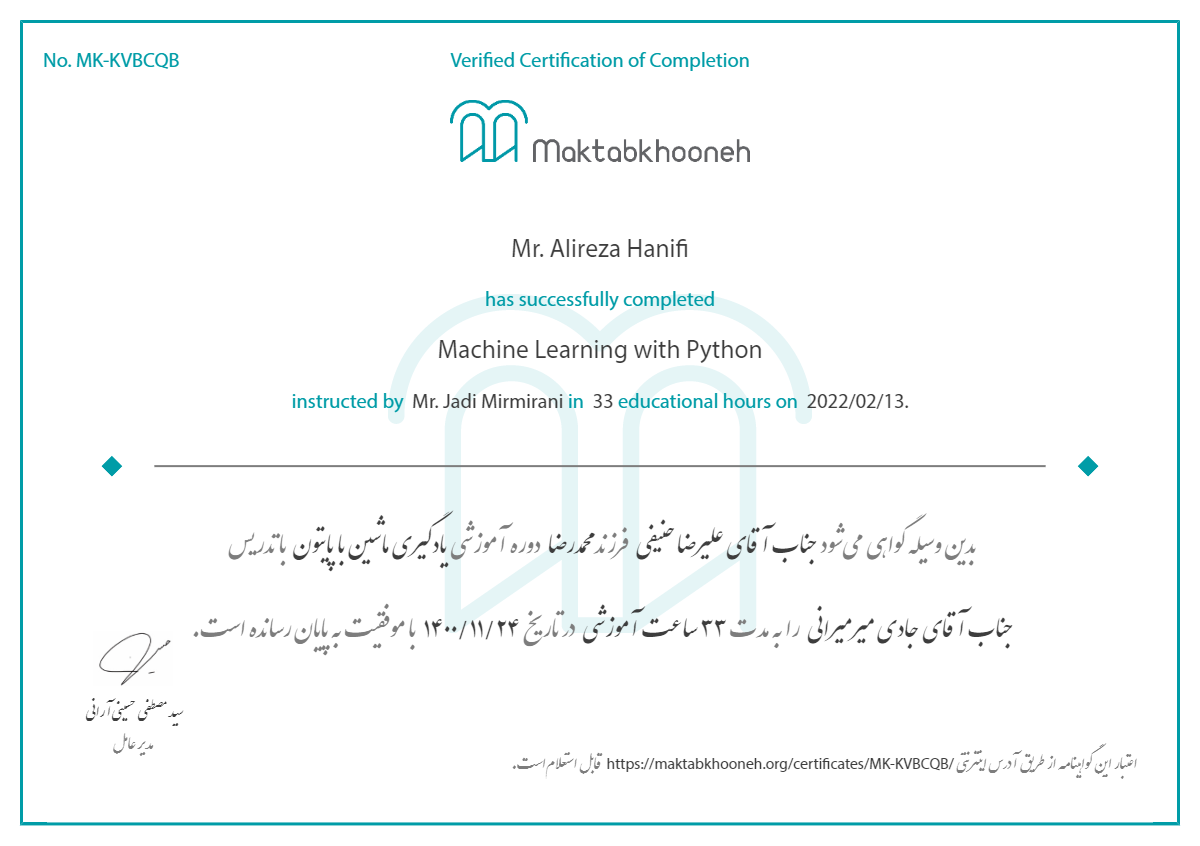 No. MK-KVBCQB
Verified Certification of Completion
Maktabkhooneh
Mr. Alireza Hanifi
has successfully completed
Machine Learning with Python
instructed by Mr. Jadi Mirmirani in 33 educational hours on 2022/02/13.
بدین وسیله گواهی می‌شود جناب آقای علیرضا حنیفی فرزند محمدرضا دوره آموزشی یادگیری ماشین با پایتون با تدریس
جناب آقای جادی میرمیرانی را به مدت ۳۳ ساعت آموزشی در تاریخ ۱۴۰۰/۱۱/۲۴ با موفقیت به پایان رسانده است.
سید مصطفی حسینی آرانی
مدیر عامل
اعتبار این گواهینامه از طریق آدرس اینترنتی https://maktabkhooneh.org/certificates/MK-KVBCQB/ قابل استعلام است.